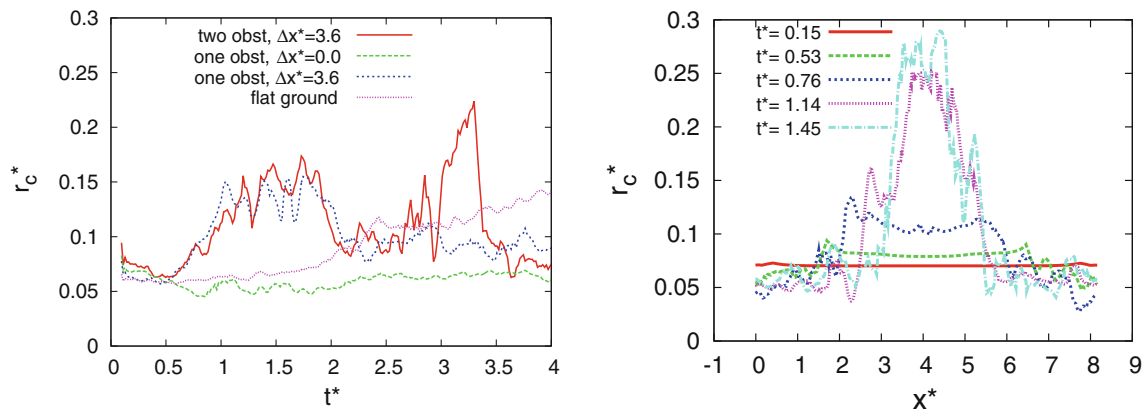 two obst, Δx*=3.6
one obst, Δx*=0.0
one obst, Δx*=3.6
flat ground
0.3
0.25
0.2
0.15
0.1
0.05
0
r_c*
0 0.5 1 1.5 2 2.5 3 3.5 4
t*
t*= 0.15
t*= 0.53
t*= 0.76
t*= 1.14
t*= 1.45
0.3
0.25
0.2
0.15
0.1
0.05
0
r_c*
-1 0 1 2 3 4 5 6 7 8 9
x*